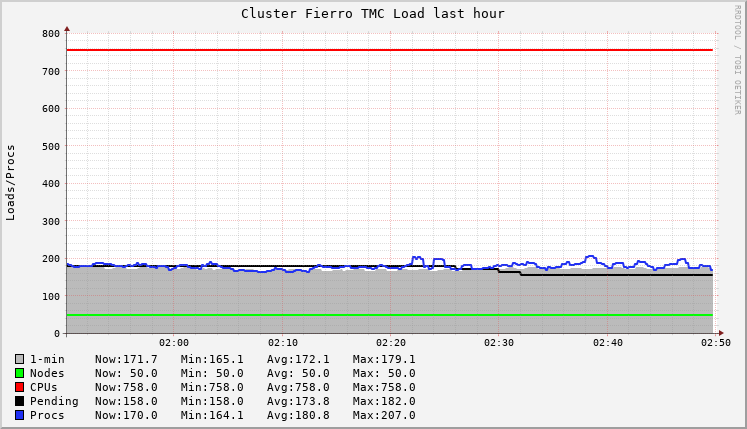 Cluster Fierro TMC Load last hour
RRDTOOL / TOBI OETIKER
Loads/Procs
800
700
600
500
400
300
200
100
0
02:00 02:10 02:20 02:30 02:40 02:50
1-min Now:171.7 Min:165.1 Avg:172.1 Max:179.1
Nodes Now: 50.0 Min: 50.0 Avg: 50.0 Max: 50.0
CPUs Now:758.0 Min:758.0 Avg:758.0 Max:758.0
Pending Now:158.0 Min:158.0 Avg:173.8 Max:182.0
Procs Now:170.0 Min:164.1 Avg:180.8 Max:207.0